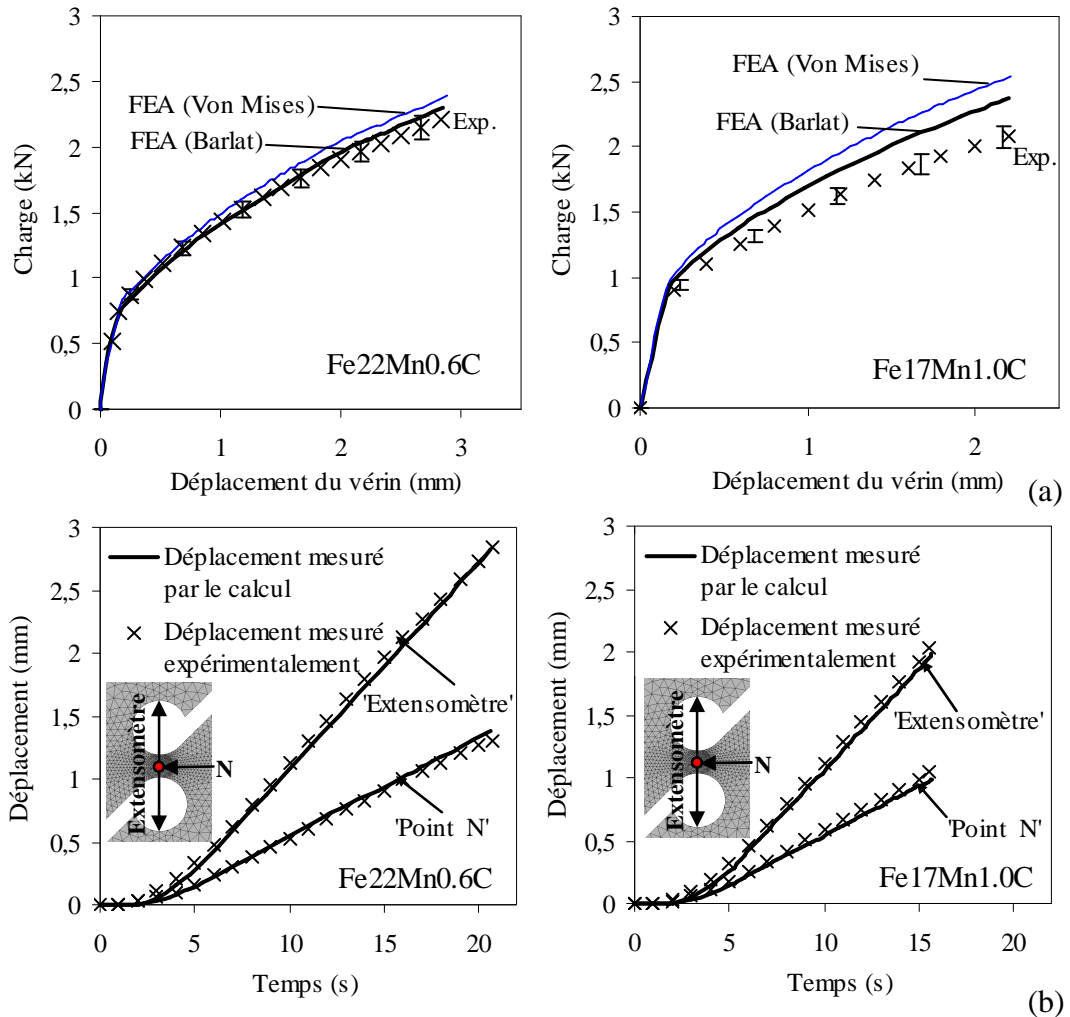 3
2,5
2
1,5
1
0,5
0
Charge (kN)
FEA (Von Mises)
FEA (Barlat)
Exp.
Fe22Mn0.6C
0 1 2 3
Déplacement du vérin (mm)
3
2,5
2
1,5
1
0,5
0
Charge (kN)
FEA (Von Mises)
FEA (Barlat)
Exp.
Fe17Mn1.0C
0 1 2
Déplacement du vérin (mm)
(a)
3
2,5
2
1,5
1
0,5
0
Déplacement (mm)
Déplacement mesuré
par le calcul
Déplacement mesuré
expérimentalement
Extensomètre
N
'Extensomètre'
'Point N'
Fe22Mn0.6C
0 5 10 15 20
Temps (s)
3
2,5
2
1,5
1
0,5
0
Déplacement (mm)
Déplacement mesuré
par le calcul
Déplacement mesuré
expérimentalement
Extensomètre
N
'Extensomètre'
'Point N'
Fe17Mn1.0C
0 5 10 15 20
Temps (s)
(b)